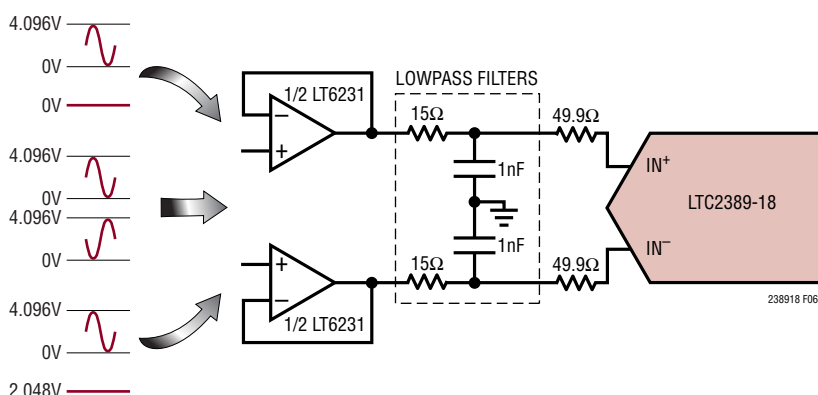 4.096V
0V
0V
4.096V
0V
4.096V
0V
4.096V
0V
2.048V
1/2 LT6231
−
+
+
−
1/2 LT6231
LOWPASS FILTERS
15Ω
1nF
1nF
15Ω
49.9Ω
49.9Ω
IN+
LTC2389-18
IN−
238918 F06